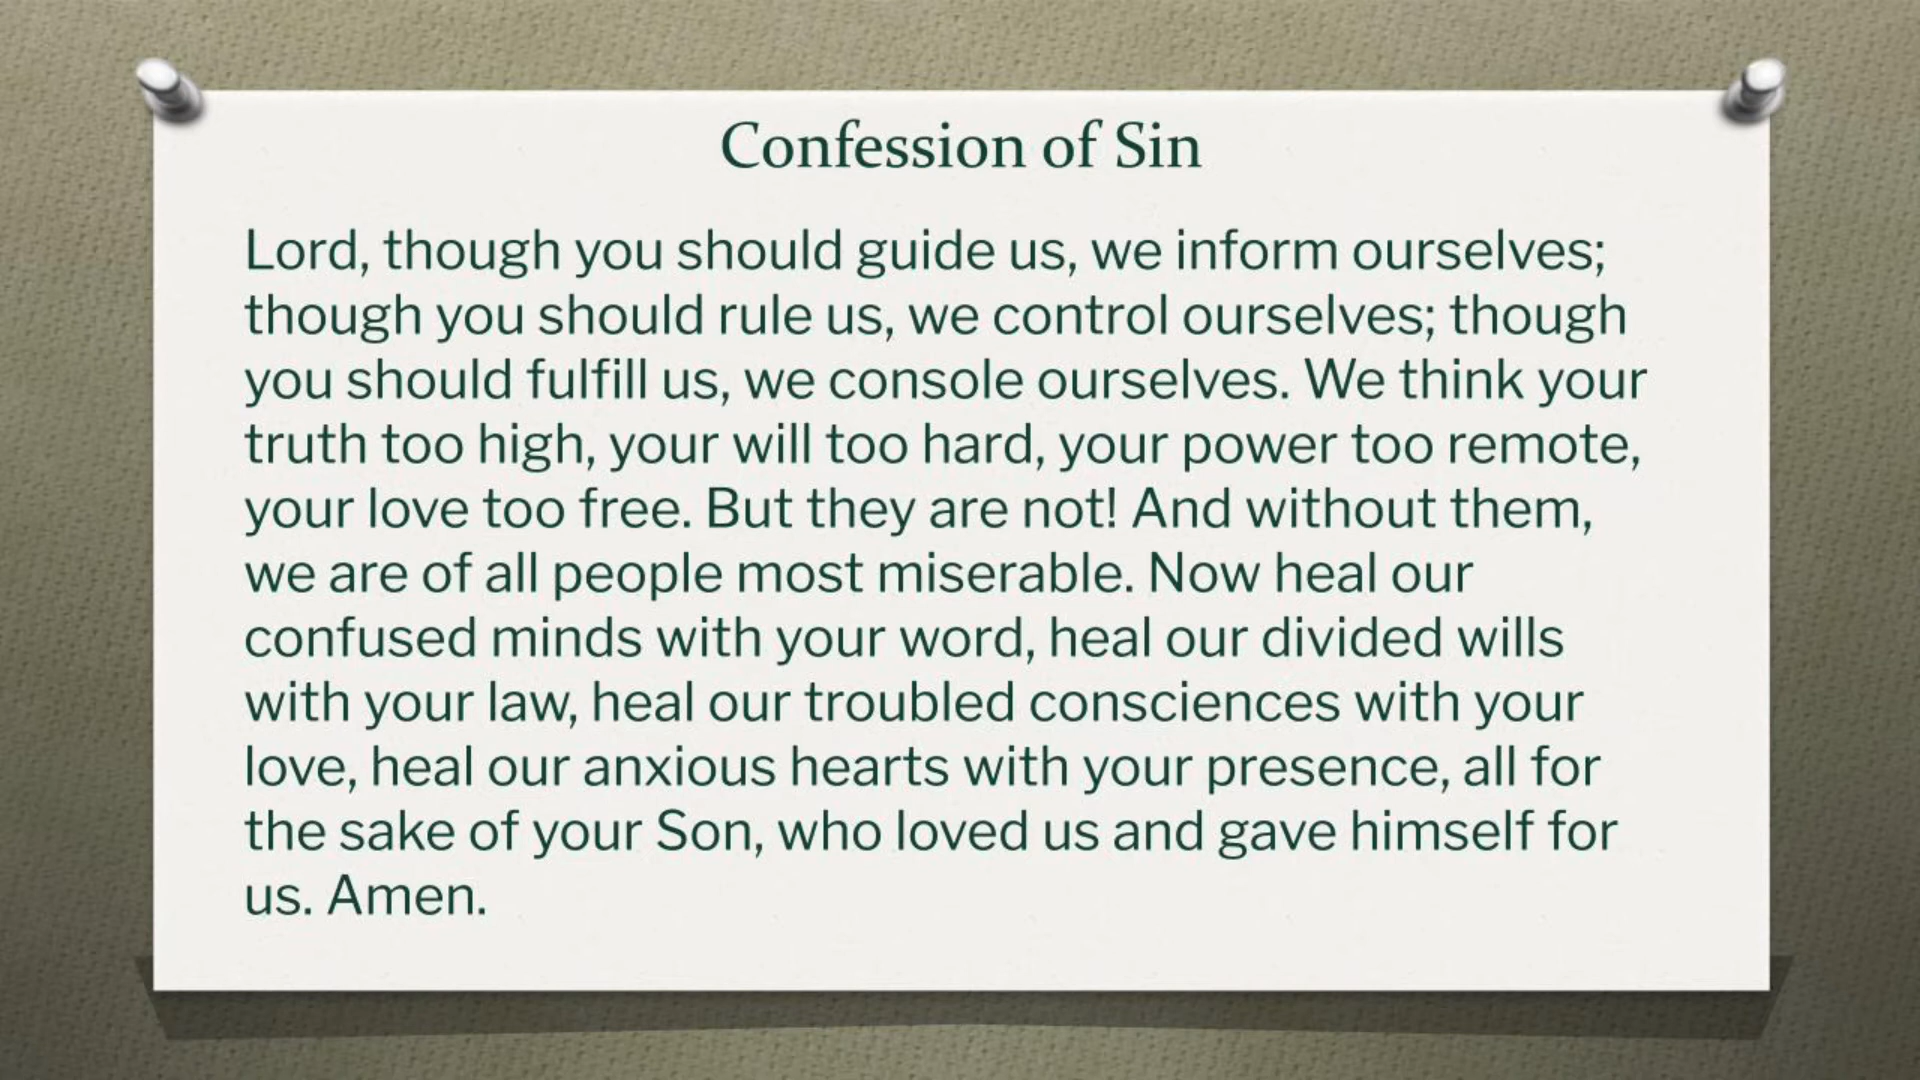 Confession of Sin
Lord, though you should guide us, we inform ourselves;
though you should rule us, we control ourselves; though
you should fulfill us, we console ourselves. We think your
truth too high, your will too hard, your power too remote,
your love too free. But they are not! And without them,
we are of all people most miserable. Now heal our
confused minds with your word, heal our divided wills
with your law, heal our troubled consciences with your
love, heal our anxious hearts with your presence, all for
the sake of your Son, who loved us and gave himself for
us. Amen.